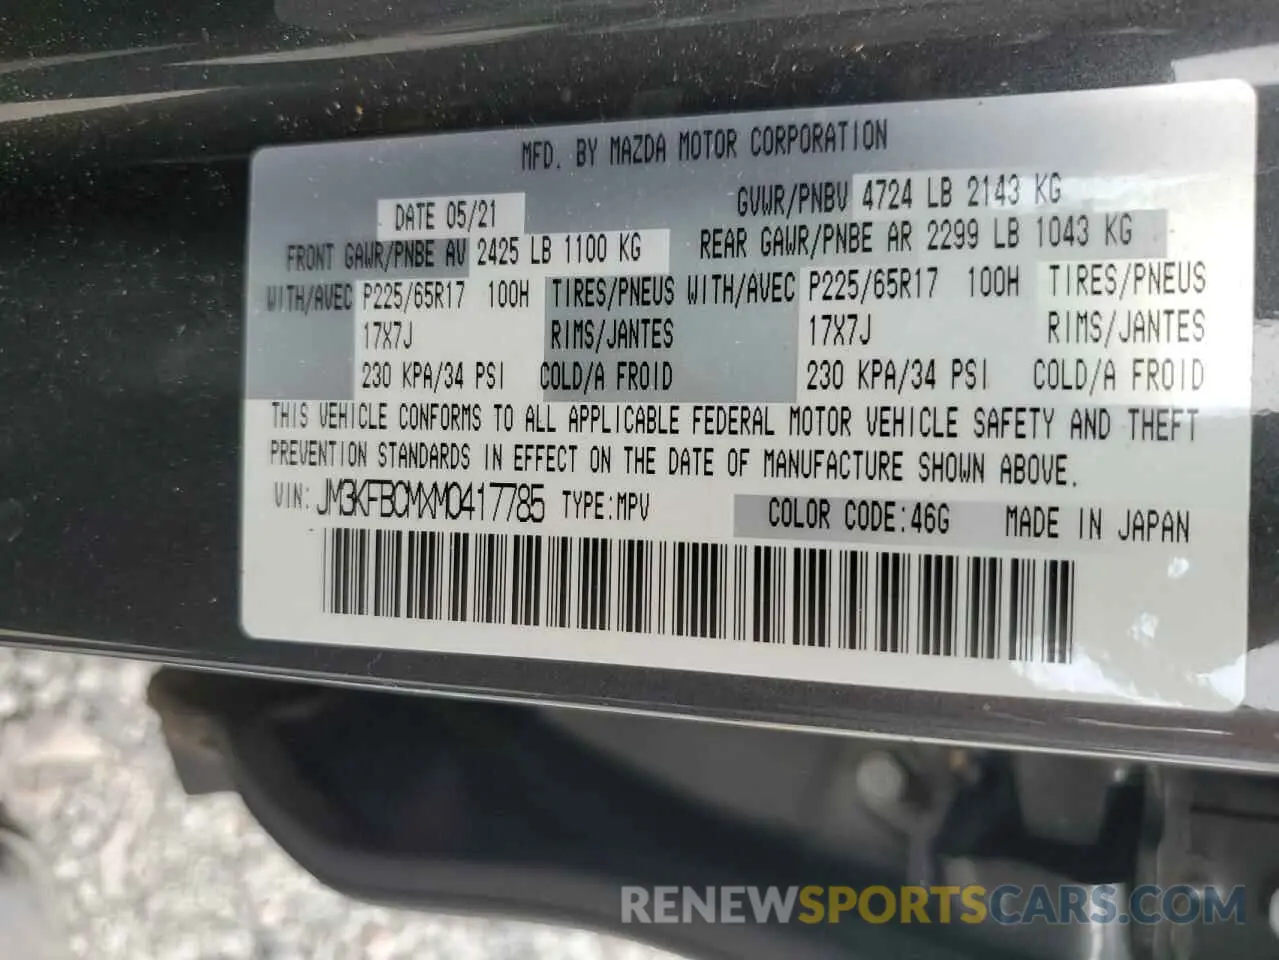 MFD. BY MAZDA MOTOR CORPORATION
DATE 05/21 GVWR/PNBV 4724 LB 2143 KG
FRONT GAWR/PNBE AV 2425 LB 1100 KG REAR GAWR/PNBE AR 2299 LB 1043 KG
WITH/AVEC P225/65R17 100H TIRES/PNEUS WITH/AVEC P225/65R17 100H TIRES/PNEUS
17X7J RIMS/JANTES 17X7J RIMS/JANTES
230 KPA/34 PSI COLD/A FROID 230 KPA/34 PSI COLD/A FROID
THIS VEHICLE CONFORMS TO ALL APPLICABLE FEDERAL MOTOR VEHICLE SAFETY AND THEFT
PREVENTION STANDARDS IN EFFECT ON THE DATE OF MANUFACTURE SHOWN ABOVE.
VIN: JM3KFBCMXM0417785 TYPE:MPV COLOR CODE:46G MADE IN JAPAN
RENEWSPORTSCARS.COM